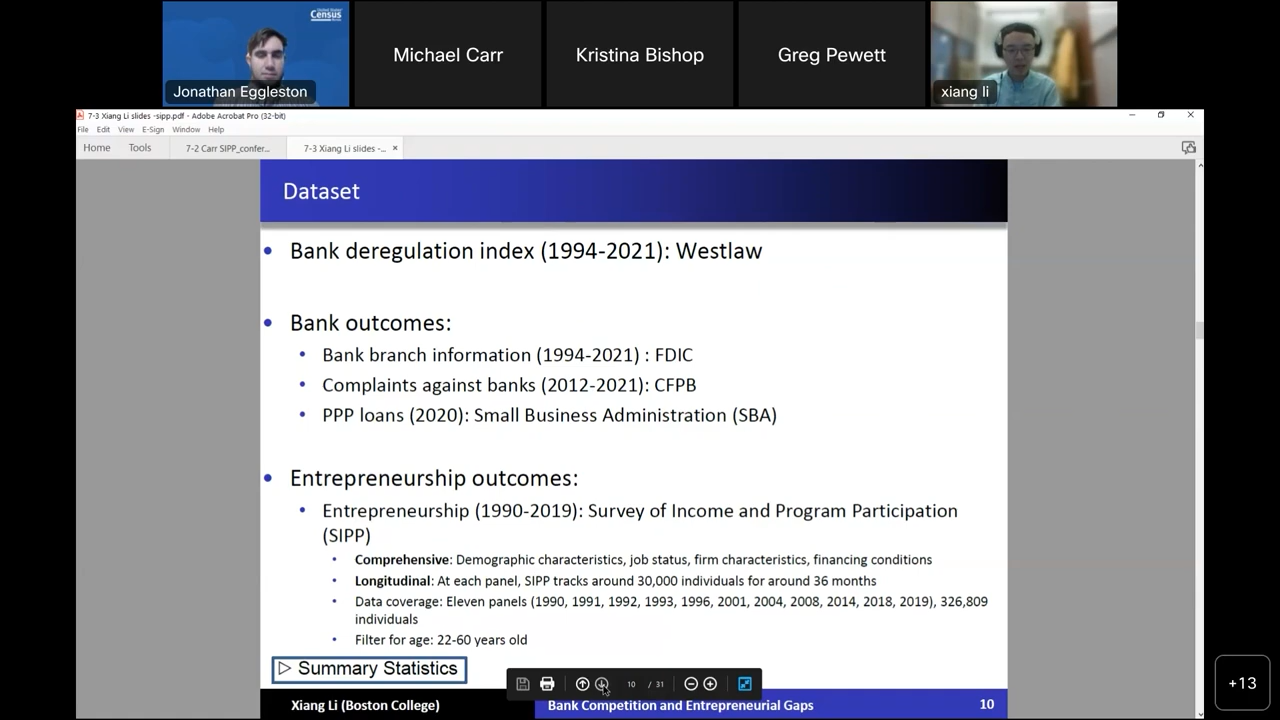 United States®
Census
Bureau
Jonathan Eggleston
Michael Carr
Kristina Bishop
Greg Pewett
xiang li
7-3 Xiang Li slides -sipp.pdf - Adobe Acrobat Pro (32-bit)
File Edit View E-Sign Window Help
Home Tools 7-2 Carr SIPP_confer... 7-3 Xiang Li slides -...
Dataset
• Bank deregulation index (1994-2021): Westlaw
• Bank outcomes:
• Bank branch information (1994-2021) : FDIC
• Complaints against banks (2012-2021): CFPB
• PPP loans (2020): Small Business Administration (SBA)
• Entrepreneurship outcomes:
• Entrepreneurship (1990-2019): Survey of Income and Program Participation
(SIPP)
• Comprehensive: Demographic characteristics, job status, firm characteristics, financing conditions
• Longitudinal: At each panel, SIPP tracks around 30,000 individuals for around 36 months
• Data coverage: Eleven panels (1990, 1991, 1992, 1993, 1996, 2001, 2004, 2008, 2014, 2018, 2019), 326,809
individuals
• Filter for age: 22-60 years old
▷ Summary Statistics
10 / 31
+13
Xiang Li (Boston College) Bank Competition and Entrepreneurial Gaps 10